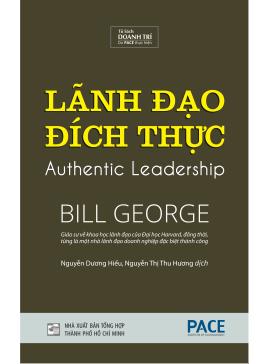 Tủ Sách
DOANH TRÍ
Do PACE thực hiện
LÃNH ĐẠO
ĐÍCH THỰC
Authentic Leadership
BILL GEORGE
Giáo sư về khoa học lãnh đạo của Đại học Harvard, đồng thời,
từng là một nhà lãnh đạo doanh nghiệp đặc biệt thành công
Nguyễn Dương Hiếu, Nguyễn Thị Thu Hương dịch
NHÀ XUẤT BẢN TỔNG HỢP
THÀNH PHỐ HỒ CHÍ MINH
PACE